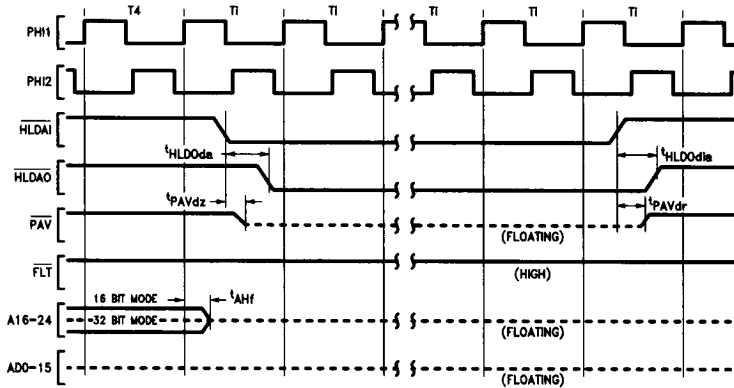 T4 Ti Ti Ti Ti Ti Ti
PHI1
PHI2
HLDAI
tHLDOda
tHLDOdia
HLDAO
tPAVdz
tPAVdr
PAV
(FLOATING)
FLT
(HIGH)
16 BIT MODE
tAHf
A16-24
32 BIT MODE
(FLOATING)
AD0-15
(FLOATING)